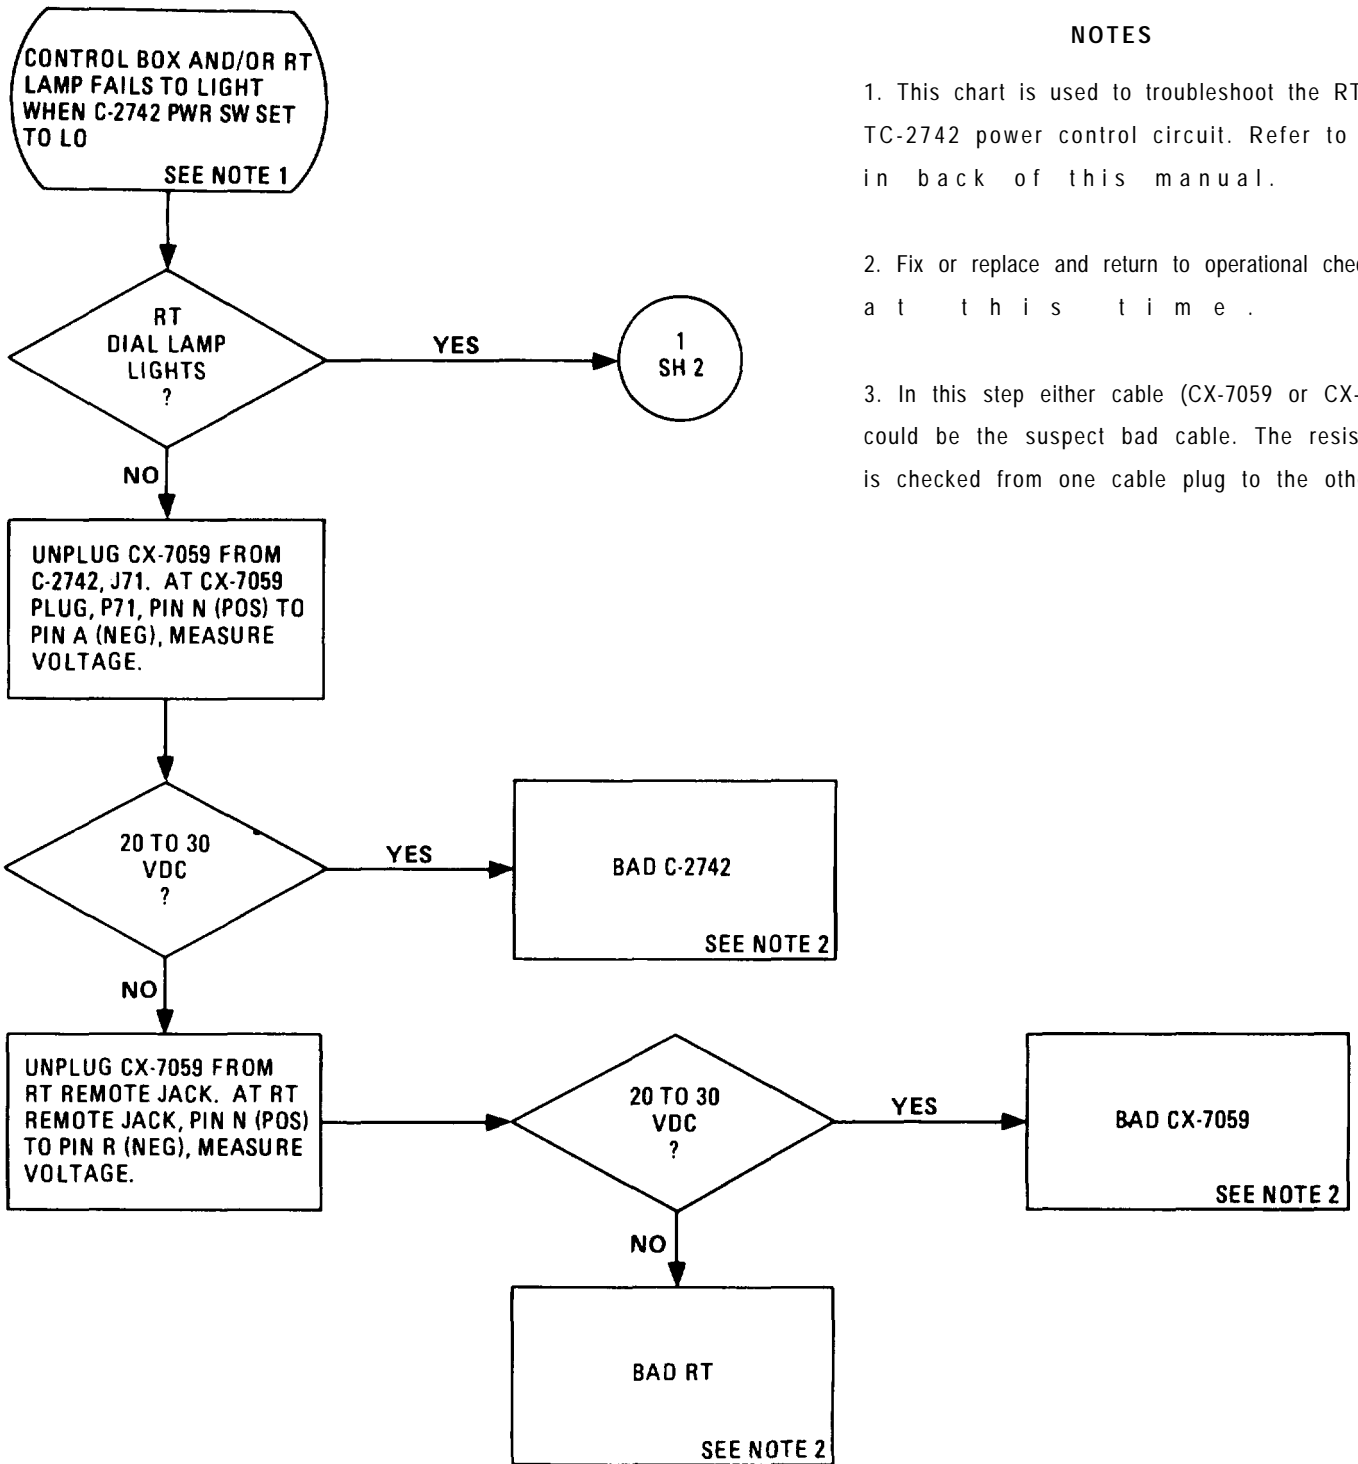 CONTROL BOX AND/OR RT
LAMP FAILS TO LIGHT
WHEN C-2742 PWR SW SET
TO LO
SEE NOTE 1
RT
DIAL LAMP
LIGHTS
?
YES
1
SH 2
NO
UNPLUG CX-7059 FROM
C-2742, J71. AT CX-7059
PLUG, P71, PIN N (POS) TO
PIN A (NEG), MEASURE
VOLTAGE.
20 TO 30
VDC
?
YES
BAD C-2742
SEE NOTE 2
NO
UNPLUG CX-7059 FROM
RT REMOTE JACK. AT RT
REMOTE JACK, PIN N (POS)
TO PIN R (NEG), MEASURE
VOLTAGE.
20 TO 30
VDC
?
YES
BAD CX-7059
SEE NOTE 2
NO
BAD RT
SEE NOTE 2
NOTES
1. This chart is used to troubleshoot the RT
TC-2742 power control circuit. Refer to
in back of this manual.
2. Fix or replace and return to operational
at this time.
3. In this step either cable (CX-7059 or CX-
could be the suspect bad cable. The
is checked from one cable plug to the